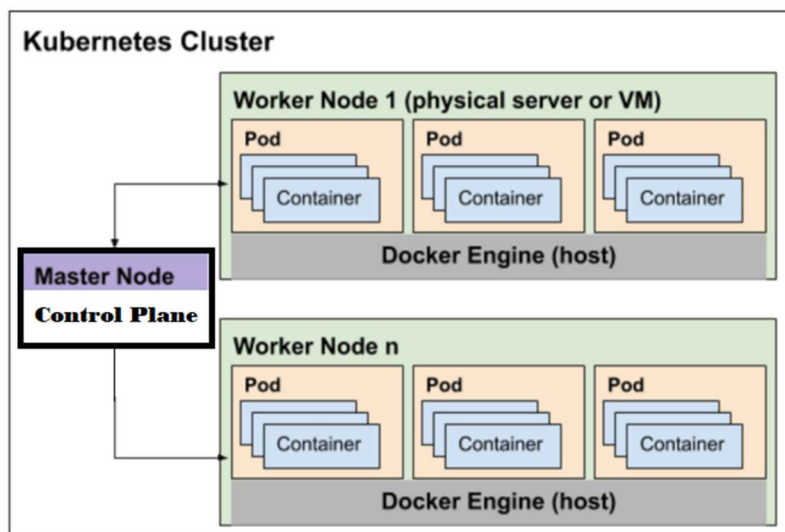 Kubernetes Cluster
Worker Node 1 (physical server or VM)
Pod
Pod
Pod
Container
Container
Container
Docker Engine (host)
Master Node
Control Plane
Worker Node n
Pod
Pod
Pod
Container
Container
Container
Docker Engine (host)